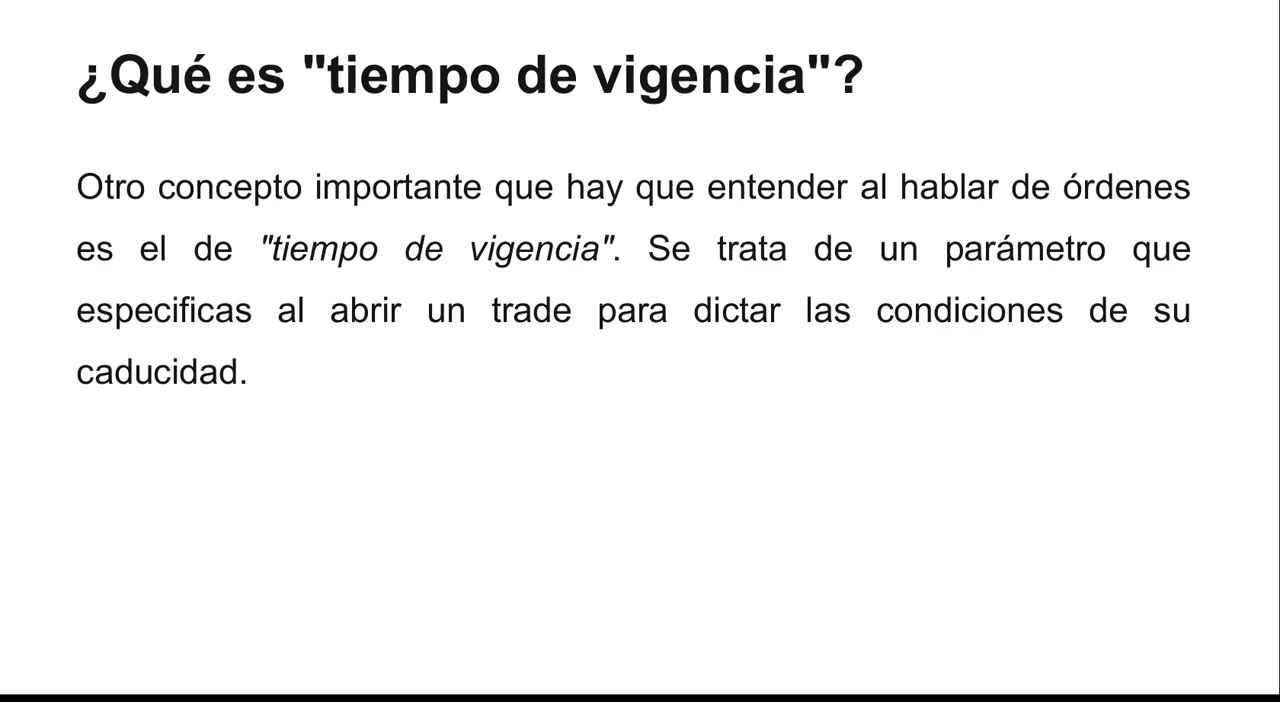 ¿Qué es "tiempo de vigencia"?
Otro concepto importante que hay que entender al hablar de órdenes
es el de "tiempo de vigencia". Se trata de un parámetro que
especificas al abrir un trade para dictar las condiciones de su
caducidad.